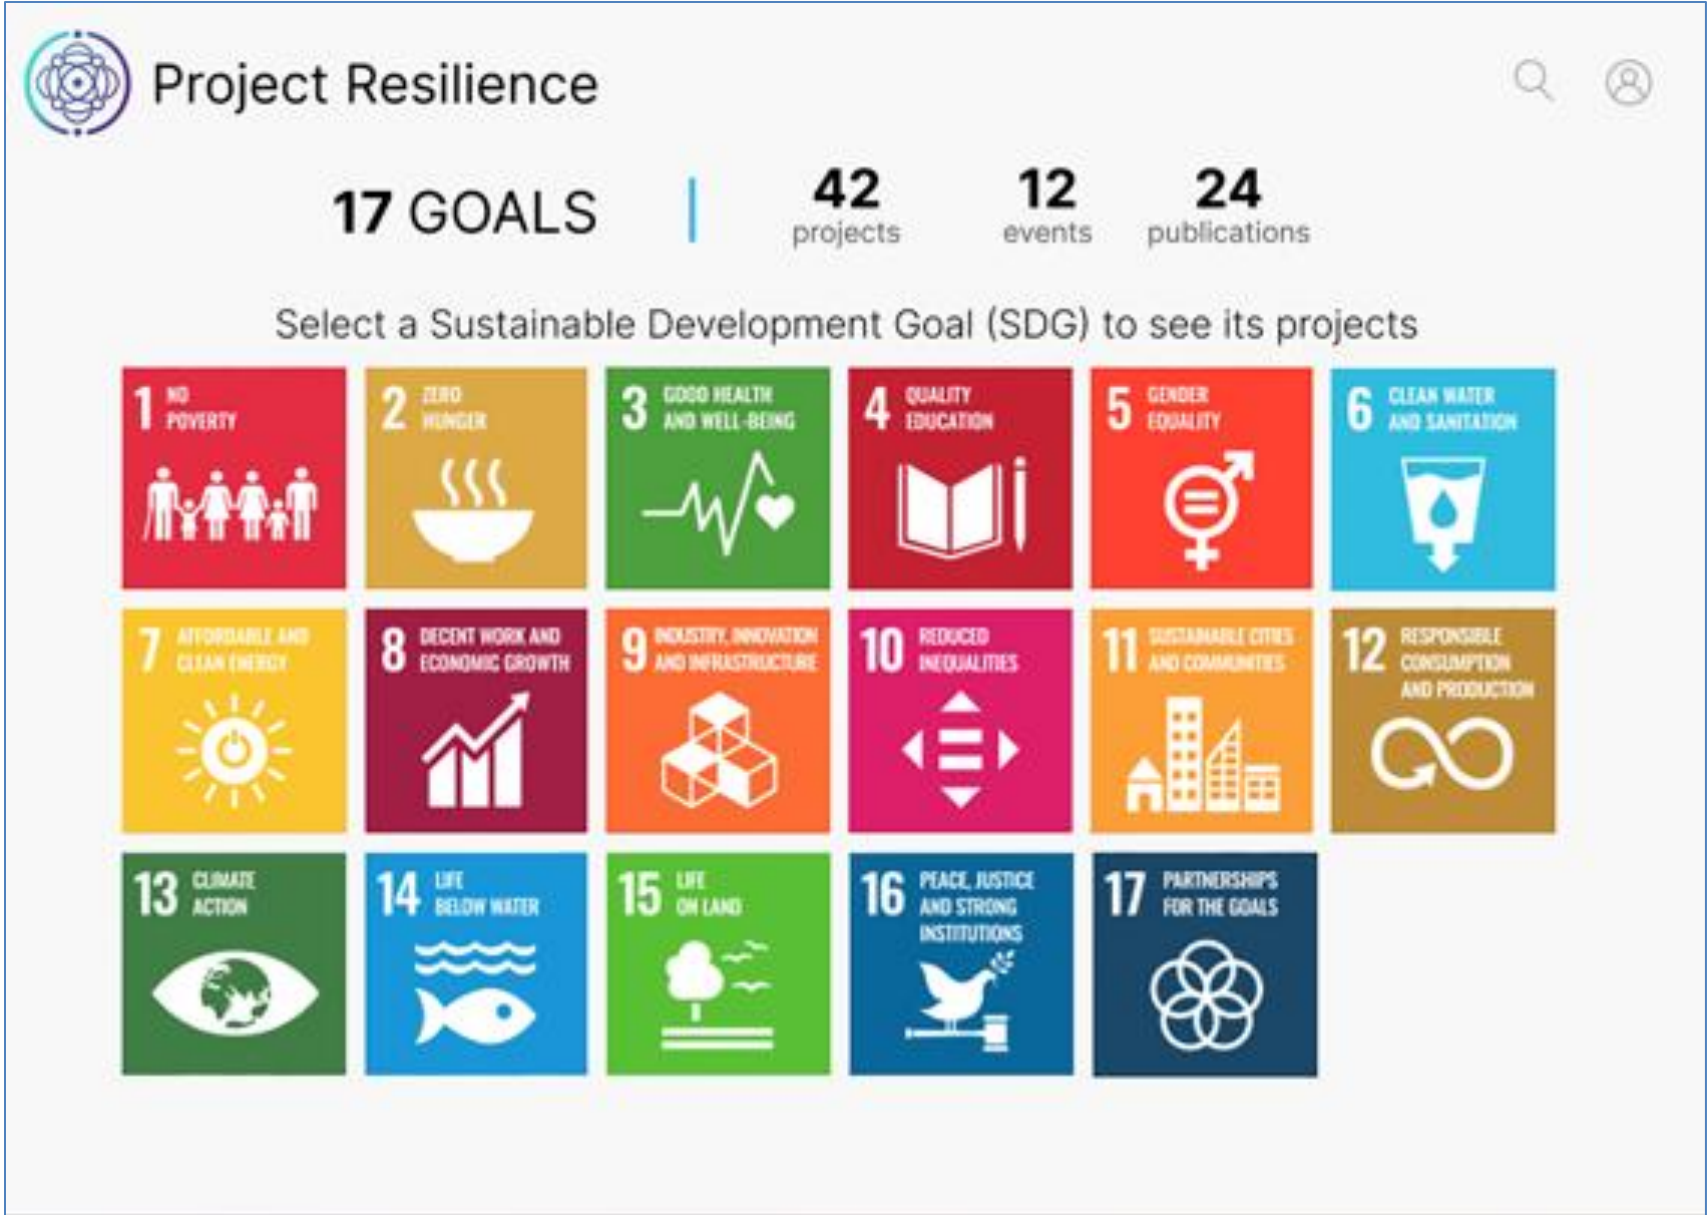 Project Resilience
17 GOALS
42
projects
12
events
24
publications
Select a Sustainable Development Goal (SDG) to see its projects
1 NO
POVERTY
2 ZERO
HUNGER
3 GOOD HEALTH
AND WELL-BEING
4 QUALITY
EDUCATION
5 GENDER
EQUALITY
6 CLEAN WATER
AND SANITATION
7 AFFORDABLE AND
CLEAN ENERGY
8 DECENT WORK AND
ECONOMIC GROWTH
9 INDUSTRY, INNOVATION
AND INFRASTRUCTURE
10 REDUCED
INEQUALITIES
11 SUSTAINABLE CITIES
AND COMMUNITIES
12 RESPONSIBLE
CONSUMPTION
AND PRODUCTION
13 CLIMATE
ACTION
14 LIFE
BELOW WATER
15 LIFE
ON LAND
16 PEACE, JUSTICE
AND STRONG
INSTITUTIONS
17 PARTNERSHIPS
FOR THE GOALS